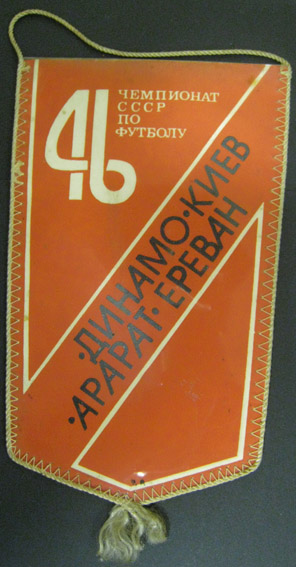 46
ЧЕМПИОНАТ
СССР
ПО
ФУТБОЛУ
·ДИНАМО·КИЕВ
·АРАРАТ·ЕРЕВАН